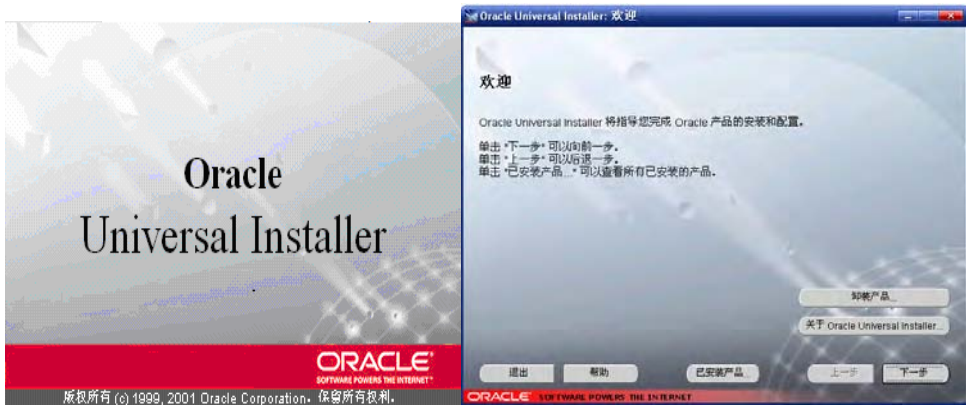 Oracle
Universal Installer
ORACLE®
SOFTWARE POWERS THE INTERNET™
版权所有 (c) 1999, 2001 Oracle Corporation。保留所有权利.
Oracle Universal Installer: 欢迎
欢迎
Oracle Universal Installer 将指导您完成 Oracle 产品的安装和配置。
单击 "下一步" 可以向前一步。
单击 "上一步" 可以后退一步。
单击 "已安装产品..." 可以查看所有已安装的产品。
卸装产品...
关于 Oracle Universal Installer...
退出 帮助 已安装产品... 上一步 下一步
ORACLE SOFTWARE POWERS THE INTERNET